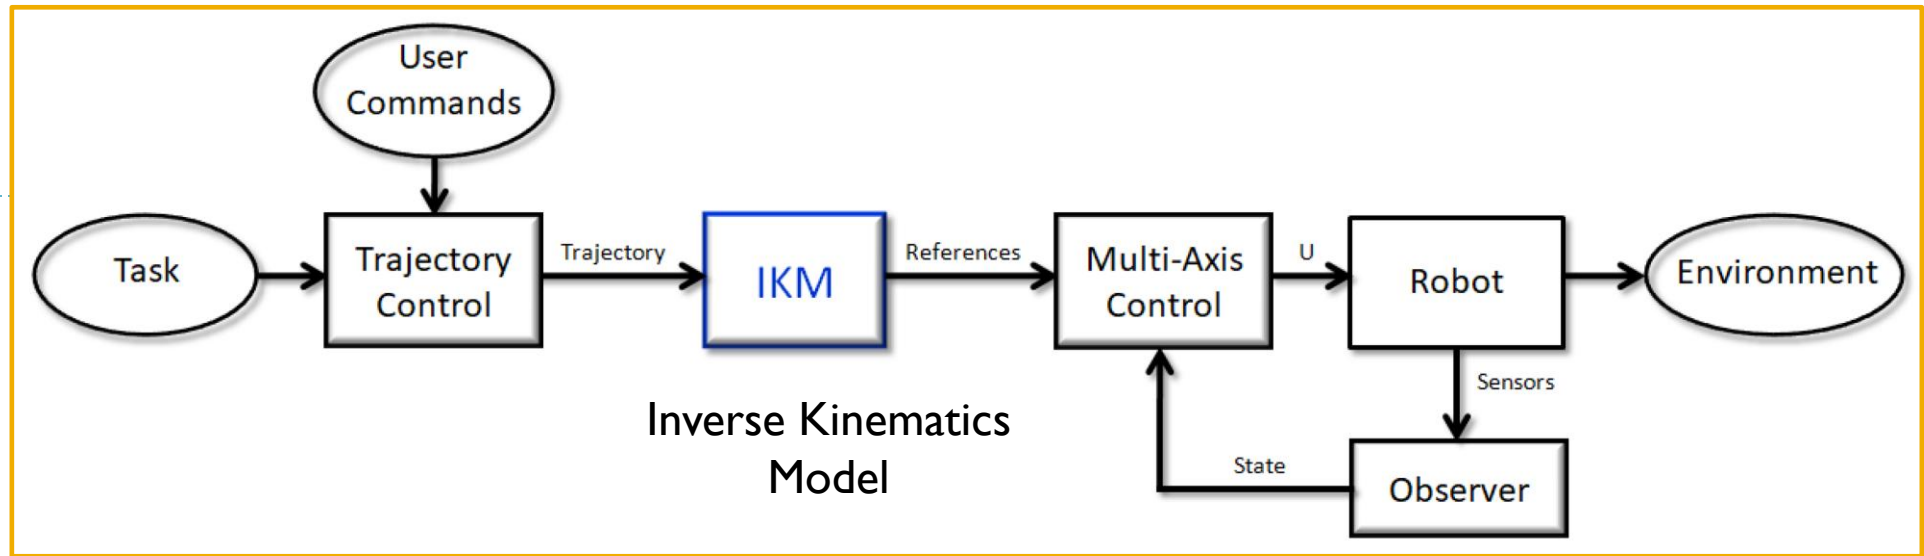 User
Commands
Task
Trajectory
Control
Trajectory
IKM
References
Multi-Axis
Control
U
Robot
Environment
Sensors
Inverse Kinematics
Model
State
Observer